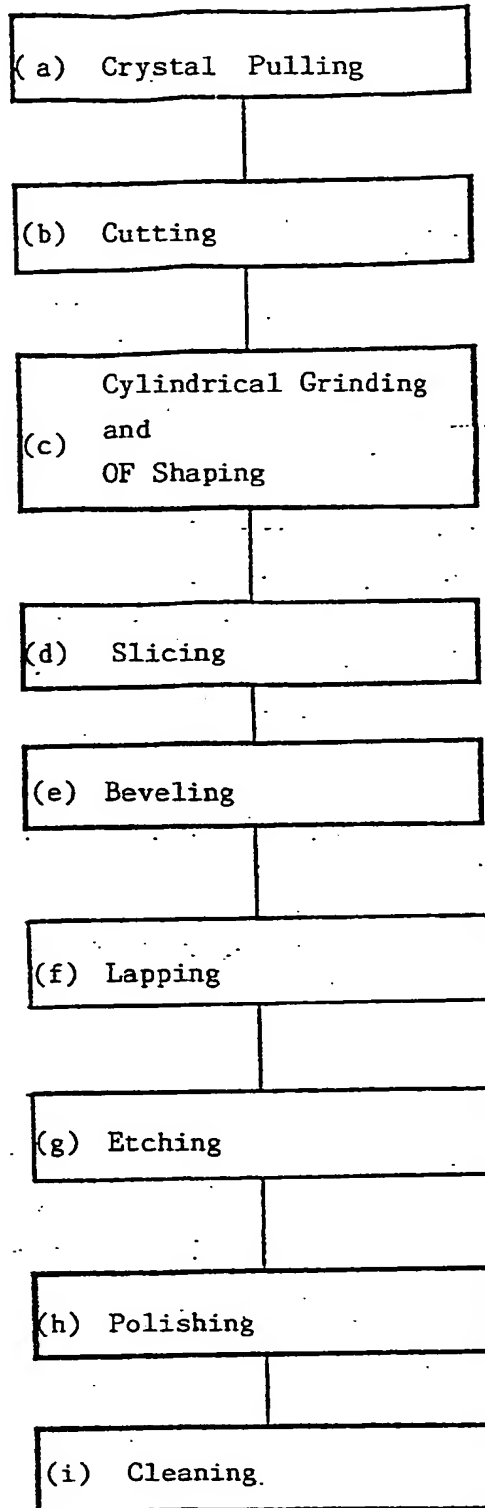 (a) Crystal Pulling
(b) Cutting
Cylindrical Grinding
(c) and
OF Shaping
(d) Slicing
(e) Beveling
(f) Lapping
(g) Etching
(h) Polishing
(i) Cleaning